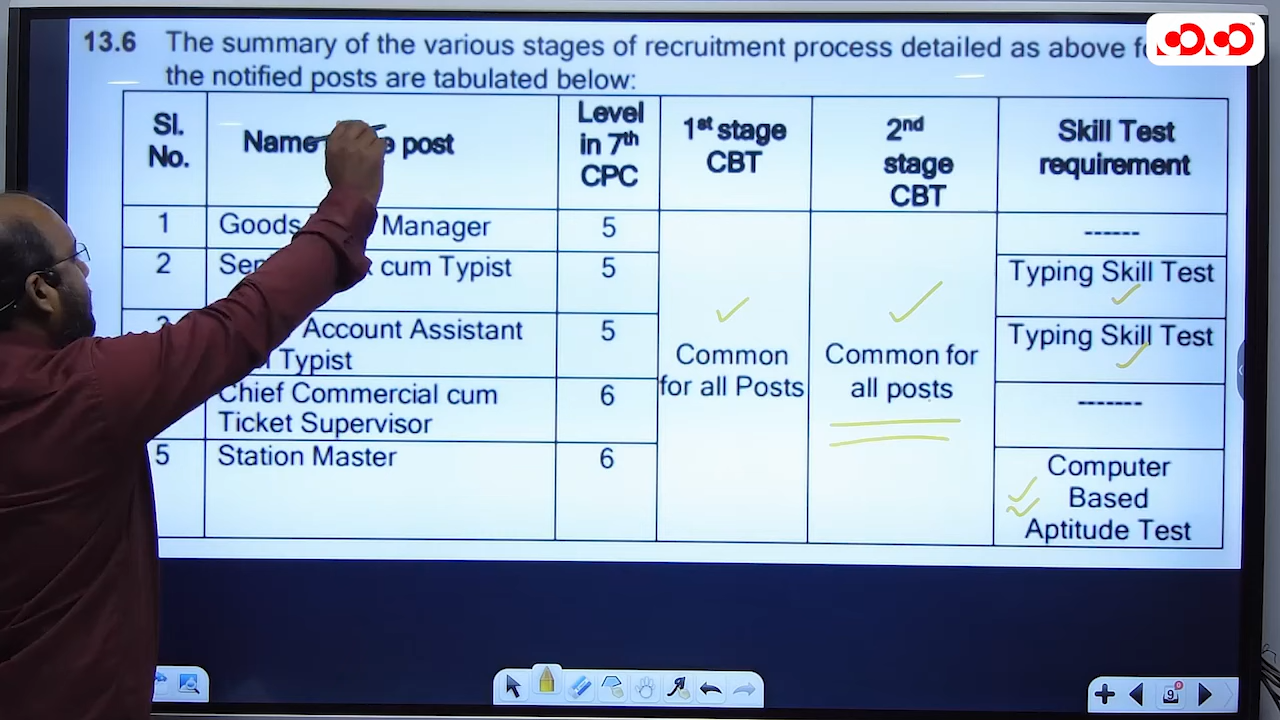 13.6 The summary of the various stages of recruitment process detailed as above
the notified posts are tabulated below:
Sl. No.
Name post
Level in 7th CPC
1st stage CBT
2nd stage CBT
Skill Test requirement
1 Goods Manager 5 ------
2 cum Typist 5 Typing Skill Test
Account Assistant 5 Typing Skill Test
Typist
Chief Commercial cum 6 -------
Ticket Supervisor
5 Station Master 6 Computer
Based
Aptitude Test
Common
for all Posts
Common for
all posts
9